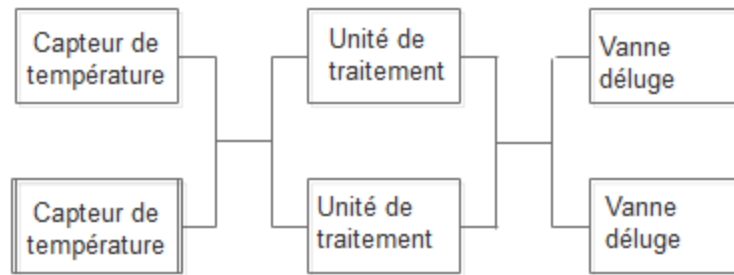 Capteur de
température
Unité de
traitement
Vanne
déluge
Capteur de
température
Unité de
traitement
Vanne
déluge